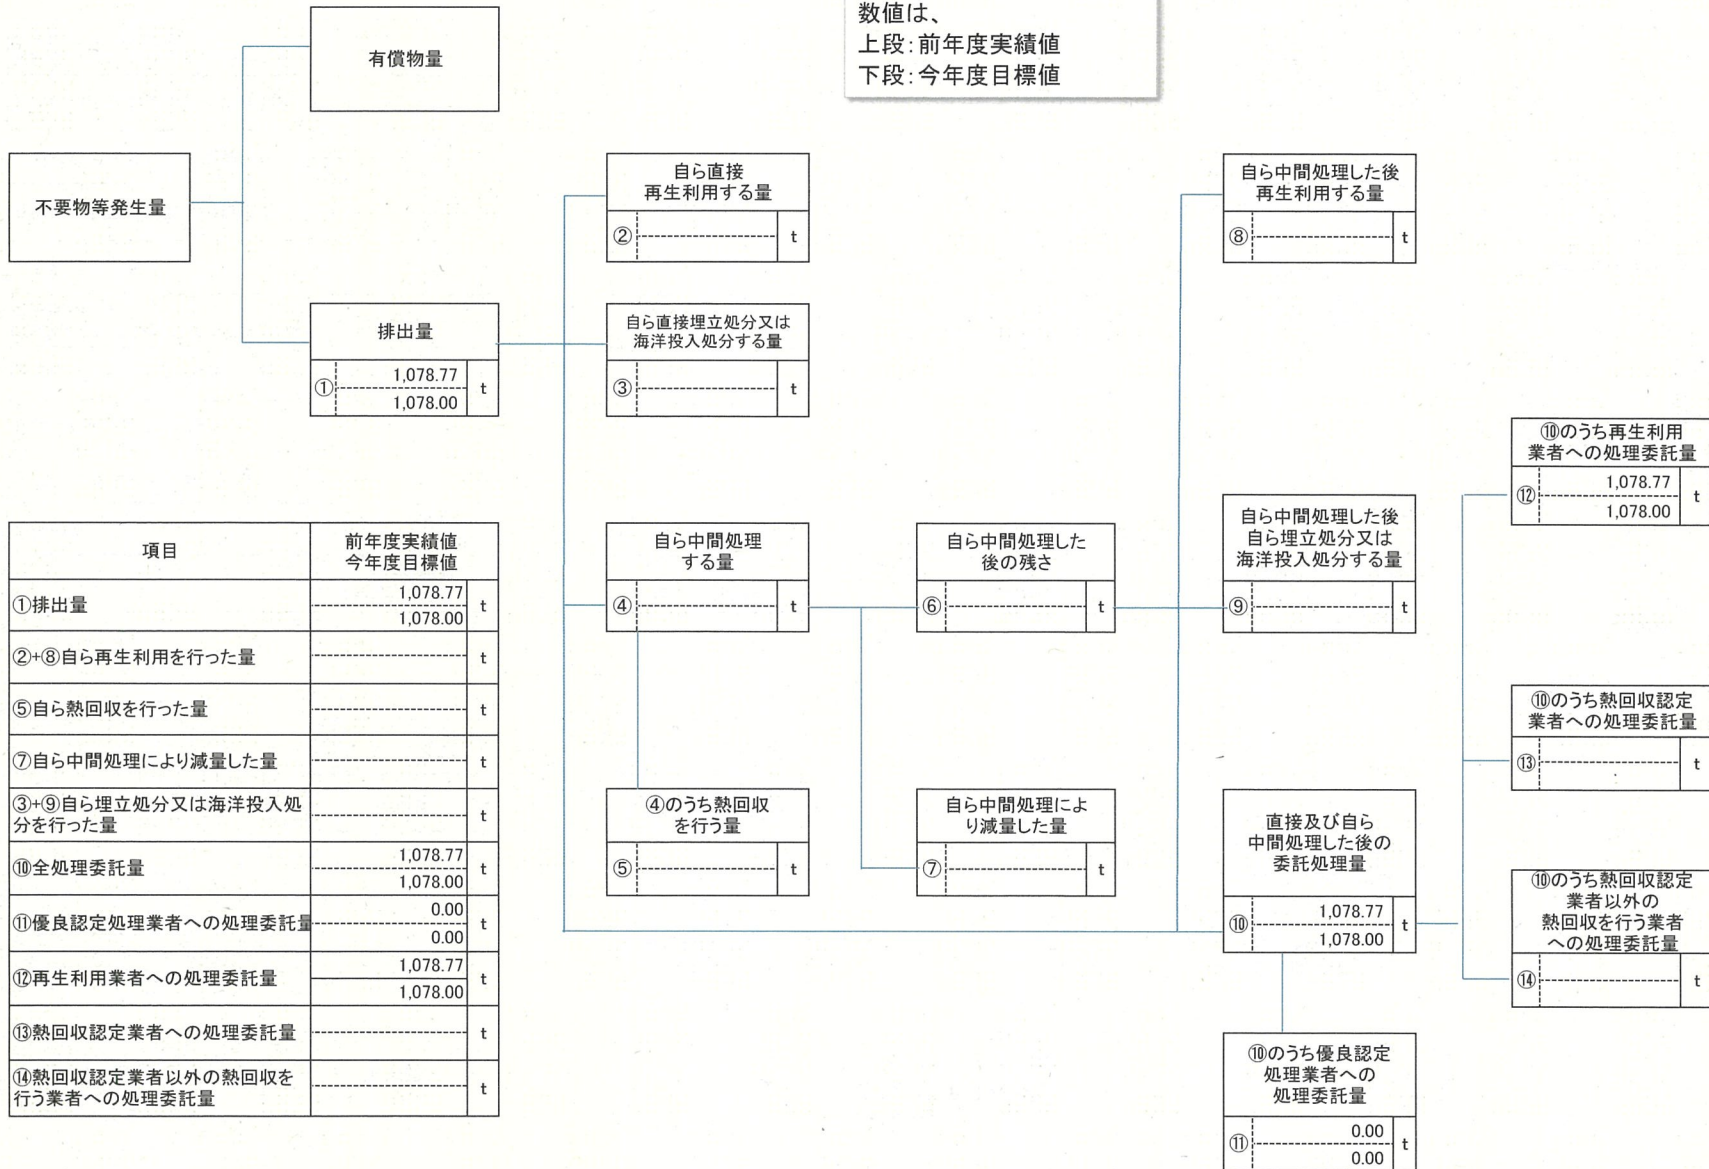 数値は、
上段：前年度実績値
下段：今年度目標値
有償物量
不要物等発生量
排出量
①
1,078.77
1,078.00
t
自ら直接
再生利用する量
②
t
自ら直接埋立処分又は
海洋投入処分する量
③
t
自ら中間処理
する量
④
t
④のうち熱回収
を行う量
⑤
t
自ら中間処理した
後の残さ
⑥
t
自ら中間処理によ
り減量した量
⑦
t
自ら中間処理した後
再生利用する量
⑧
t
自ら中間処理した後
自ら埋立処分又は
海洋投入処分する量
⑨
t
直接及び自ら
中間処理した後の
委託処理量
⑩
1,078.77
1,078.00
t
⑩のうち優良認定
処理業者への
処理委託量
⑪
0.00
0.00
t
⑩のうち再生利用
業者への処理委託量
⑫
1,078.77
1,078.00
t
⑩のうち熱回収認定
業者への処理委託量
⑬
t
⑩のうち熱回収認定
業者以外の
熱回収を行う業者
への処理委託量
⑭
t
項目
前年度実績値
今年度目標値
①排出量
1,078.77
1,078.00
t
②+⑧自ら再生利用を行った量
t
⑤自ら熱回収を行った量
t
⑦自ら中間処理により減量した量
t
③+⑨自ら埋立処分又は海洋投入処
分を行った量
t
⑩全処理委託量
1,078.77
1,078.00
t
⑪優良認定処理業者への処理委託量
0.00
0.00
t
⑫再生利用業者への処理委託量
1,078.77
1,078.00
t
⑬熱回収認定業者への処理委託量
t
⑭熱回収認定業者以外の熱回収を
行う業者への処理委託量
t